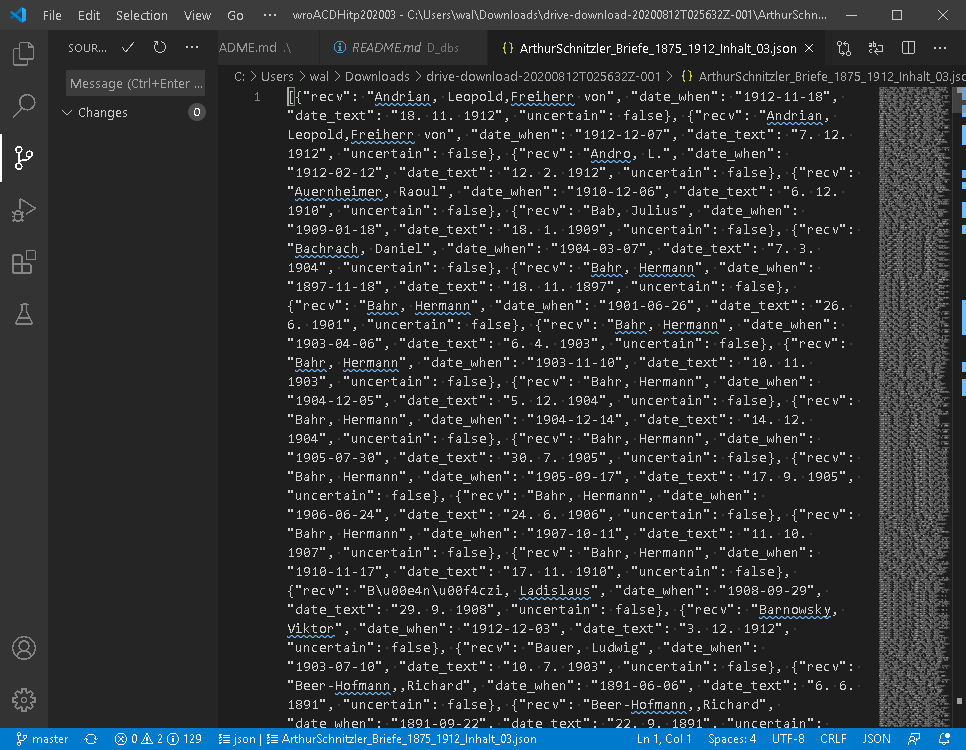 File Edit Selection View Go ··· wroACDHitp202003 - C:\Users\wal\Downloads\drive-download-20200812T025632Z-001\ArthurSchn...
SOUR... ADME.md .\ README.md D_dbs {} ArthurSchnitzler_Briefe_1875_1912_Inhalt_03.json
C: > Users > wal > Downloads > drive-download-20200812T025632Z-001 > {} ArthurSchnitzler_Briefe_1875_1912_Inhalt_03.jsc
Message (Ctrl+Enter ...
Changes 0
1 [{"recv": "Andrian, Leopold,Freiherr von", "date_when": "1912-11-18",
"date_text": "18. 11. 1912", "uncertain": false}, {"recv": "Andrian,
Leopold,Freiherr von", "date_when": "1912-12-07", "date_text": "7. 12.
1912", "uncertain": false}, {"recv": "Andro, L.", "date_when":
"1912-02-12", "date_text": "12. 2. 1912", "uncertain": false}, {"recv":
"Auernheimer, Raoul", "date_when": "1910-12-06", "date_text": "6. 12.
1910", "uncertain": false}, {"recv": "Bab, Julius", "date_when":
"1909-01-18", "date_text": "18. 1. 1909", "uncertain": false}, {"recv":
"Bachrach, Daniel", "date_when": "1904-03-07", "date_text": "7. 3.
1904", "uncertain": false}, {"recv": "Bahr, Hermann", "date_when":
"1897-11-18", "date_text": "18. 11. 1897", "uncertain": false},
{"recv": "Bahr, Hermann", "date_when": "1901-06-26", "date_text": "26.
6. 1901", "uncertain": false}, {"recv": "Bahr, Hermann", "date_when":
"1903-04-06", "date_text": "6. 4. 1903", "uncertain": false}, {"recv":
"Bahr, Hermann", "date_when": "1903-11-10", "date_text": "10. 11.
1903", "uncertain": false}, {"recv": "Bahr, Hermann", "date_when":
"1904-12-05", "date_text": "5. 12. 1904", "uncertain": false}, {"recv":
"Bahr, Hermann", "date_when": "1904-12-14", "date_text": "14. 12.
1904", "uncertain": false}, {"recv": "Bahr, Hermann", "date_when":
"1905-07-30", "date_text": "30. 7. 1905", "uncertain": false}, {"recv":
"Bahr, Hermann", "date_when": "1905-09-17", "date_text": "17. 9. 1905",
"uncertain": false}, {"recv": "Bahr, Hermann", "date_when":
"1906-06-24", "date_text": "24. 6. 1906", "uncertain": false}, {"recv":
"Bahr, Hermann", "date_when": "1907-10-11", "date_text": "11. 10.
1907", "uncertain": false}, {"recv": "Bahr, Hermann", "date_when":
"1910-11-17", "date_text": "17. 11. 1910", "uncertain": false},
{"recv": "B\u00e4n\u00f4czi, Ladislaus", "date_when": "1908-09-29",
"date_text": "29. 9. 1908", "uncertain": false}, {"recv": "Barnowsky,
Viktor", "date_when": "1912-12-03", "date_text": "3. 12. 1912",
"uncertain": false}, {"recv": "Bauer, Ludwig", "date_when":
"1903-07-10", "date_text": "10. 7. 1903", "uncertain": false}, {"recv":
"Beer-Hofmann,,Richard", "date_when": "1891-06-06", "date_text": "6. 6.
1891", "uncertain": false}, {"recv": "Beer-Hofmann,,Richard",
"date_when": "1891-09-22", "date_text": "22. 9. 1891", "uncertain":
master 0 2 129 json | ArthurSchnitzler_Briefe_1875_1912_Inhalt_03.json Ln 1, Col 1 Spaces: 4 UTF-8 CRLF JSON